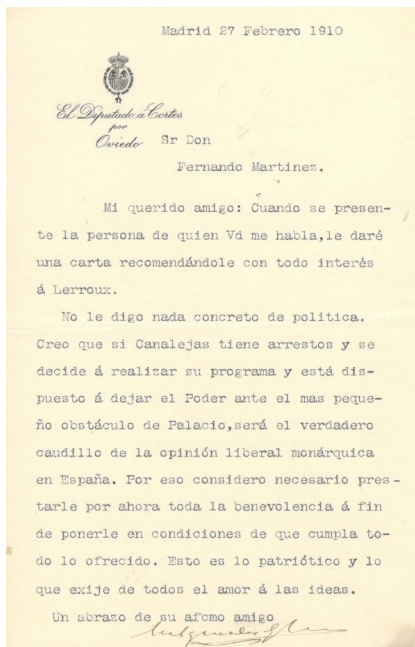 Madrid 27 Febrero 1910
El Diputado á Cortes
por
Oviedo
Sr Don
Fernando Martinez.
Mi querido amigo: Cuando se presen-
te la persona de quien Vd me habla,le daré
una carta recomendándole con todo interés
á Lerroux.
No le digo nada concreto de politica.
Creo que si Canalejas tiene arrestos y se
decide á realizar su programa y está dis-
puesto á dejar el Poder ante el mas peque-
ño obstáculo de Palacio,será el verdadero
caudillo de la opinión liberal monárquica
en España. Por eso considero necesario pres-
tarle por ahora toda la benevolencia á fin
de ponerle en condiciones de que cumpla to-
do lo ofrecido. Esto es lo patriótico y lo
que exije de todos el amor á las ideas.
Un abrazo de su afcmo amigo